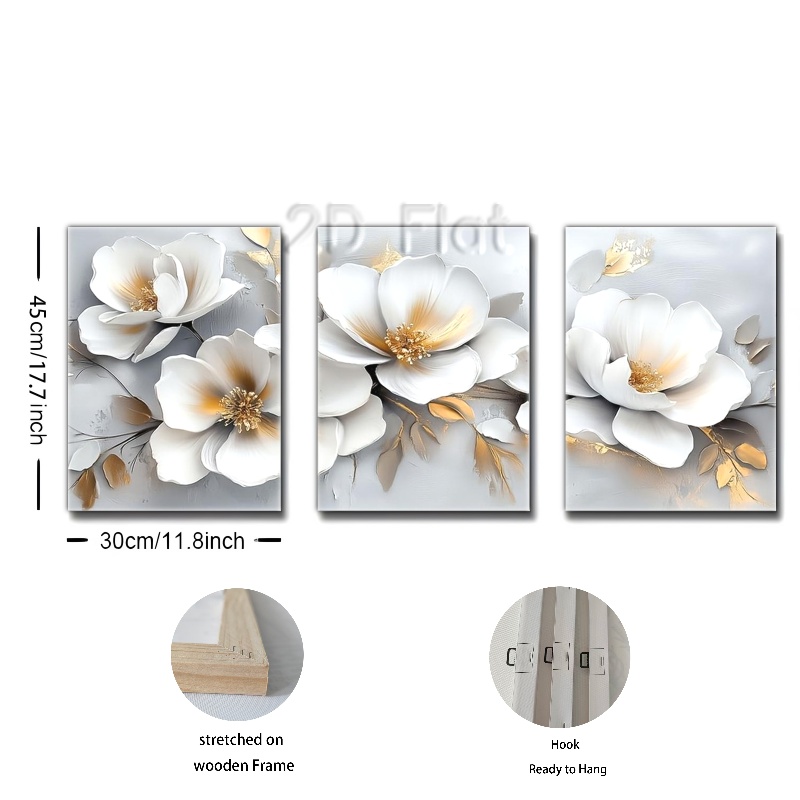 2D Flat
45cm/17.7inch
30cm/11.8inch
stretched on
wooden Frame
Hook
Ready to Hang